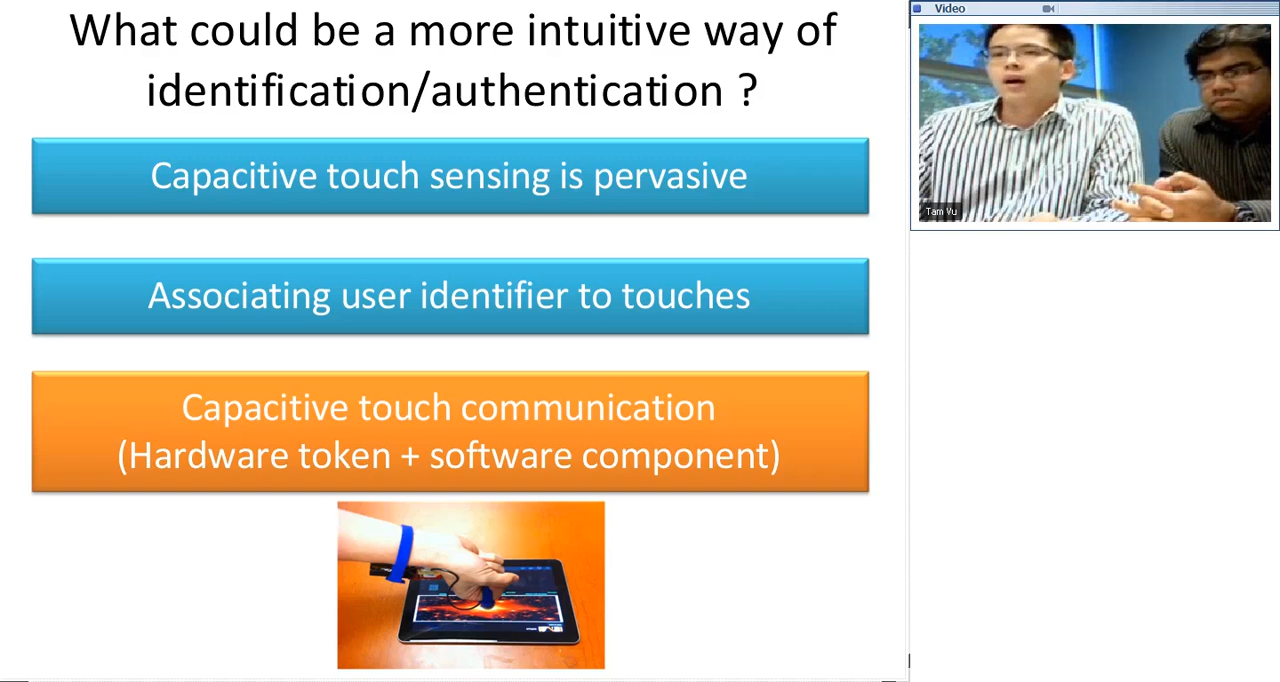 What could be a more intuitive way of
identification/authentication ?
Capacitive touch sensing is pervasive
Associating user identifier to touches
Capacitive touch communication
(Hardware token + software component)
Video
Tam Vu